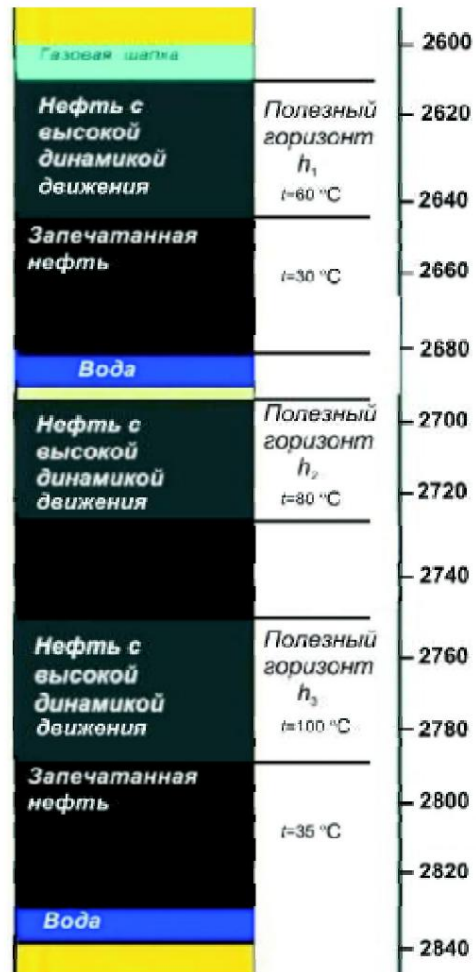 2600
Газовая шапка
Нефть с
высокой
динамикой
движения
Полезный
горизонт
h₁
t=60 °C
2620
2640
Запечатанная
нефть
t=30 °C
2660
2680
Вода
Нефть с
высокой
динамикой
движения
Полезный
горизонт
h₂
t=80 °C
2700
2720
2740
Нефть с
высокой
динамикой
движения
Полезный
горизонт
h₃
t=100 °C
2760
2780
Запечатанная
нефть
t=35 °C
2800
2820
Вода
2840